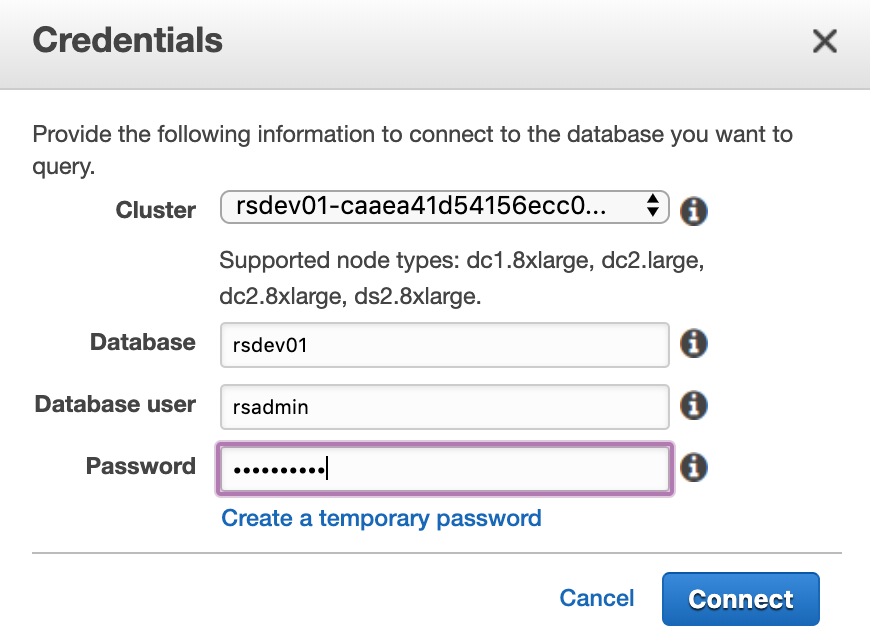 Credentials
Provide the following information to connect to the database you want to
query.
Cluster rsdev01-caaea41d54156ecc0...
Supported node types: dc1.8xlarge, dc2.large,
dc2.8xlarge, ds2.8xlarge.
Database rsdev01
Database user rsadmin
Password ••••••••••
Create a temporary password
Cancel Connect